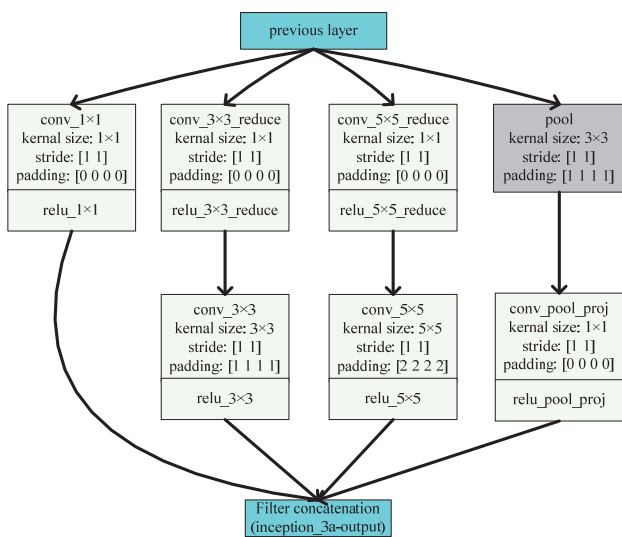 previous layer
conv_1×1
kernal size: 1×1
stride: [1 1]
padding: [0 0 0 0]
relu_1×1
conv_3×3_reduce
kernal size: 1×1
stride: [1 1]
padding: [0 0 0 0]
relu_3×3_reduce
conv_5×5_reduce
kernal size: 1×1
stride: [1 1]
padding: [0 0 0 0]
relu_5×5_reduce
pool
kernal size: 3×3
stride: [1 1]
padding: [1 1 1 1]
conv_3×3
kernal size: 3×3
stride: [1 1]
padding: [1 1 1 1]
relu_3×3
conv_5×5
kernal size: 5×5
stride: [1 1]
padding: [2 2 2 2]
relu_5×5
conv_pool_proj
kernal size: 1×1
stride: [1 1]
padding: [0 0 0 0]
relu_pool_proj
Filter concatenation
(inception_3a-output)